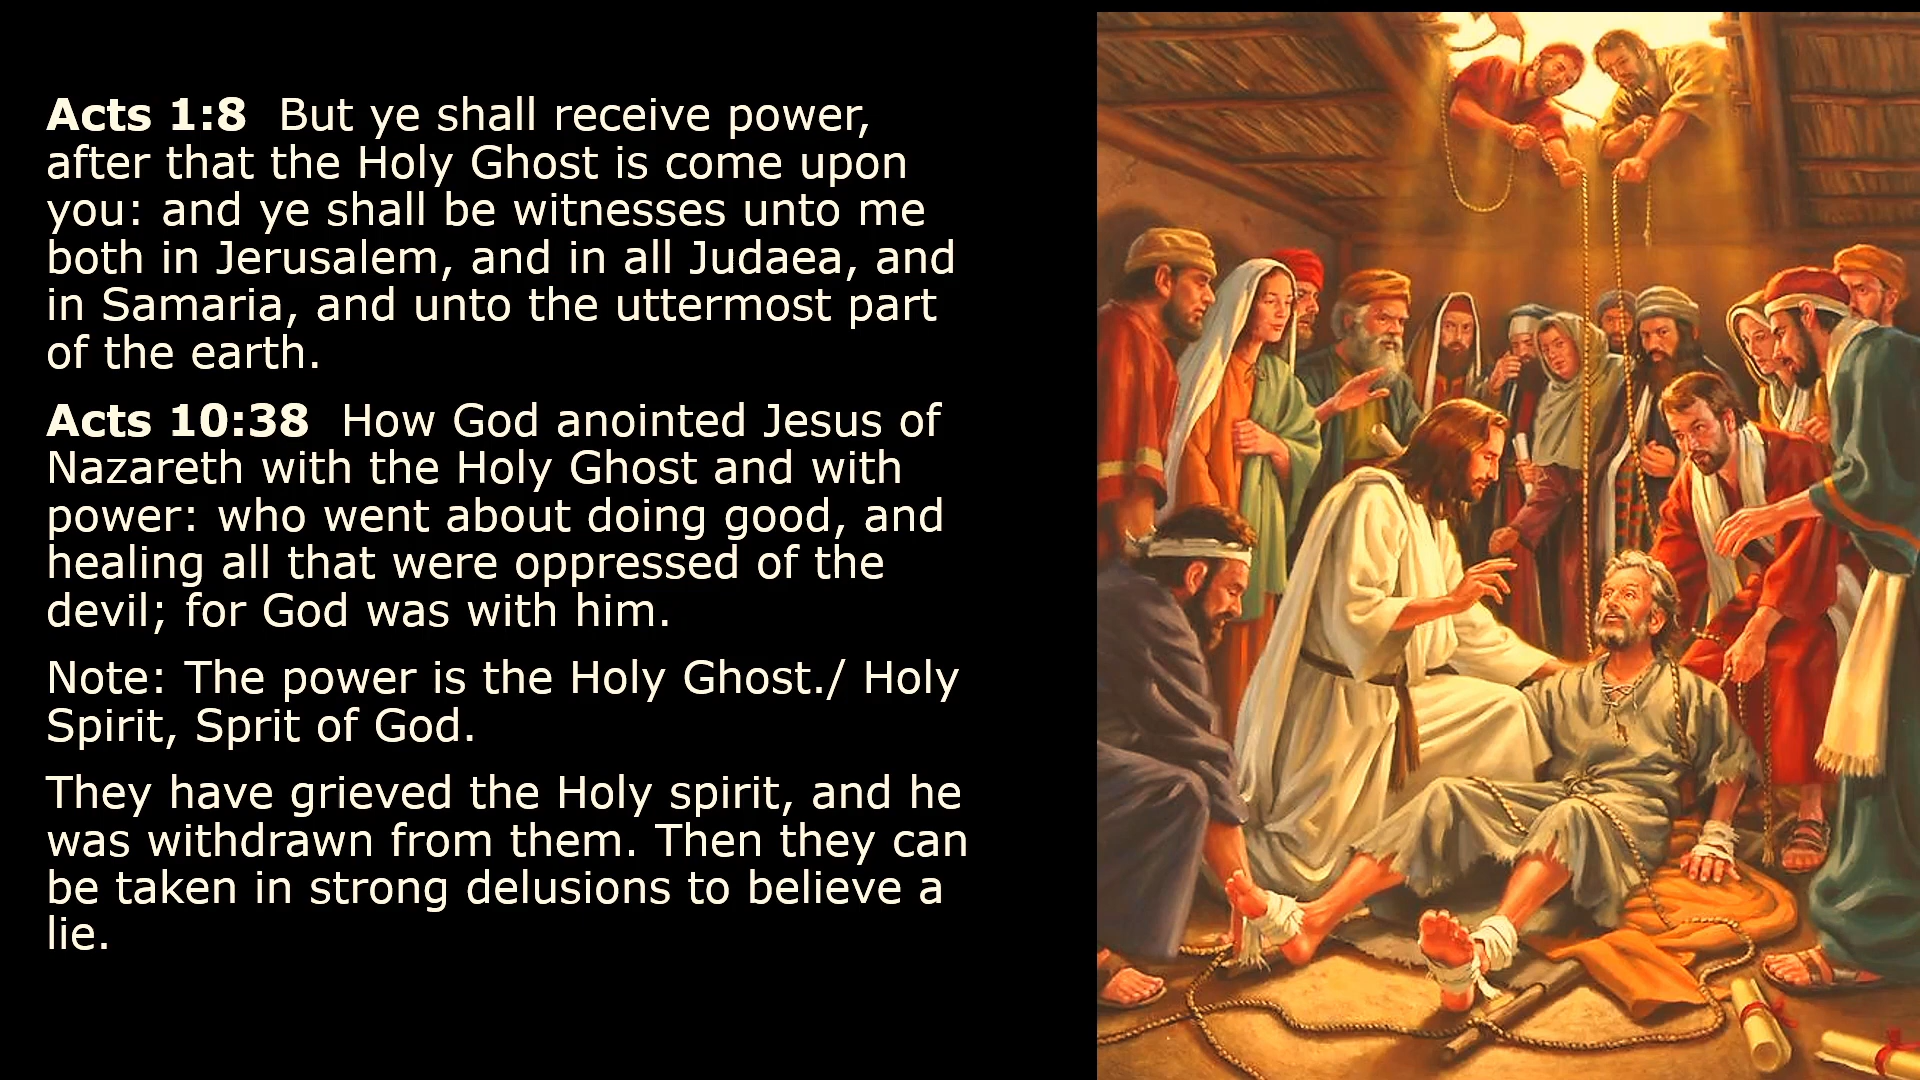 Acts 1:8  But ye shall receive power,
after that the Holy Ghost is come upon
you: and ye shall be witnesses unto me
both in Jerusalem, and in all Judaea, and
in Samaria, and unto the uttermost part
of the earth.
Acts 10:38  How God anointed Jesus of
Nazareth with the Holy Ghost and with
power: who went about doing good, and
healing all that were oppressed of the
devil; for God was with him.
Note: The power is the Holy Ghost./ Holy
Spirit, Sprit of God.
They have grieved the Holy spirit, and he
was withdrawn from them. Then they can
be taken in strong delusions to believe a
lie.